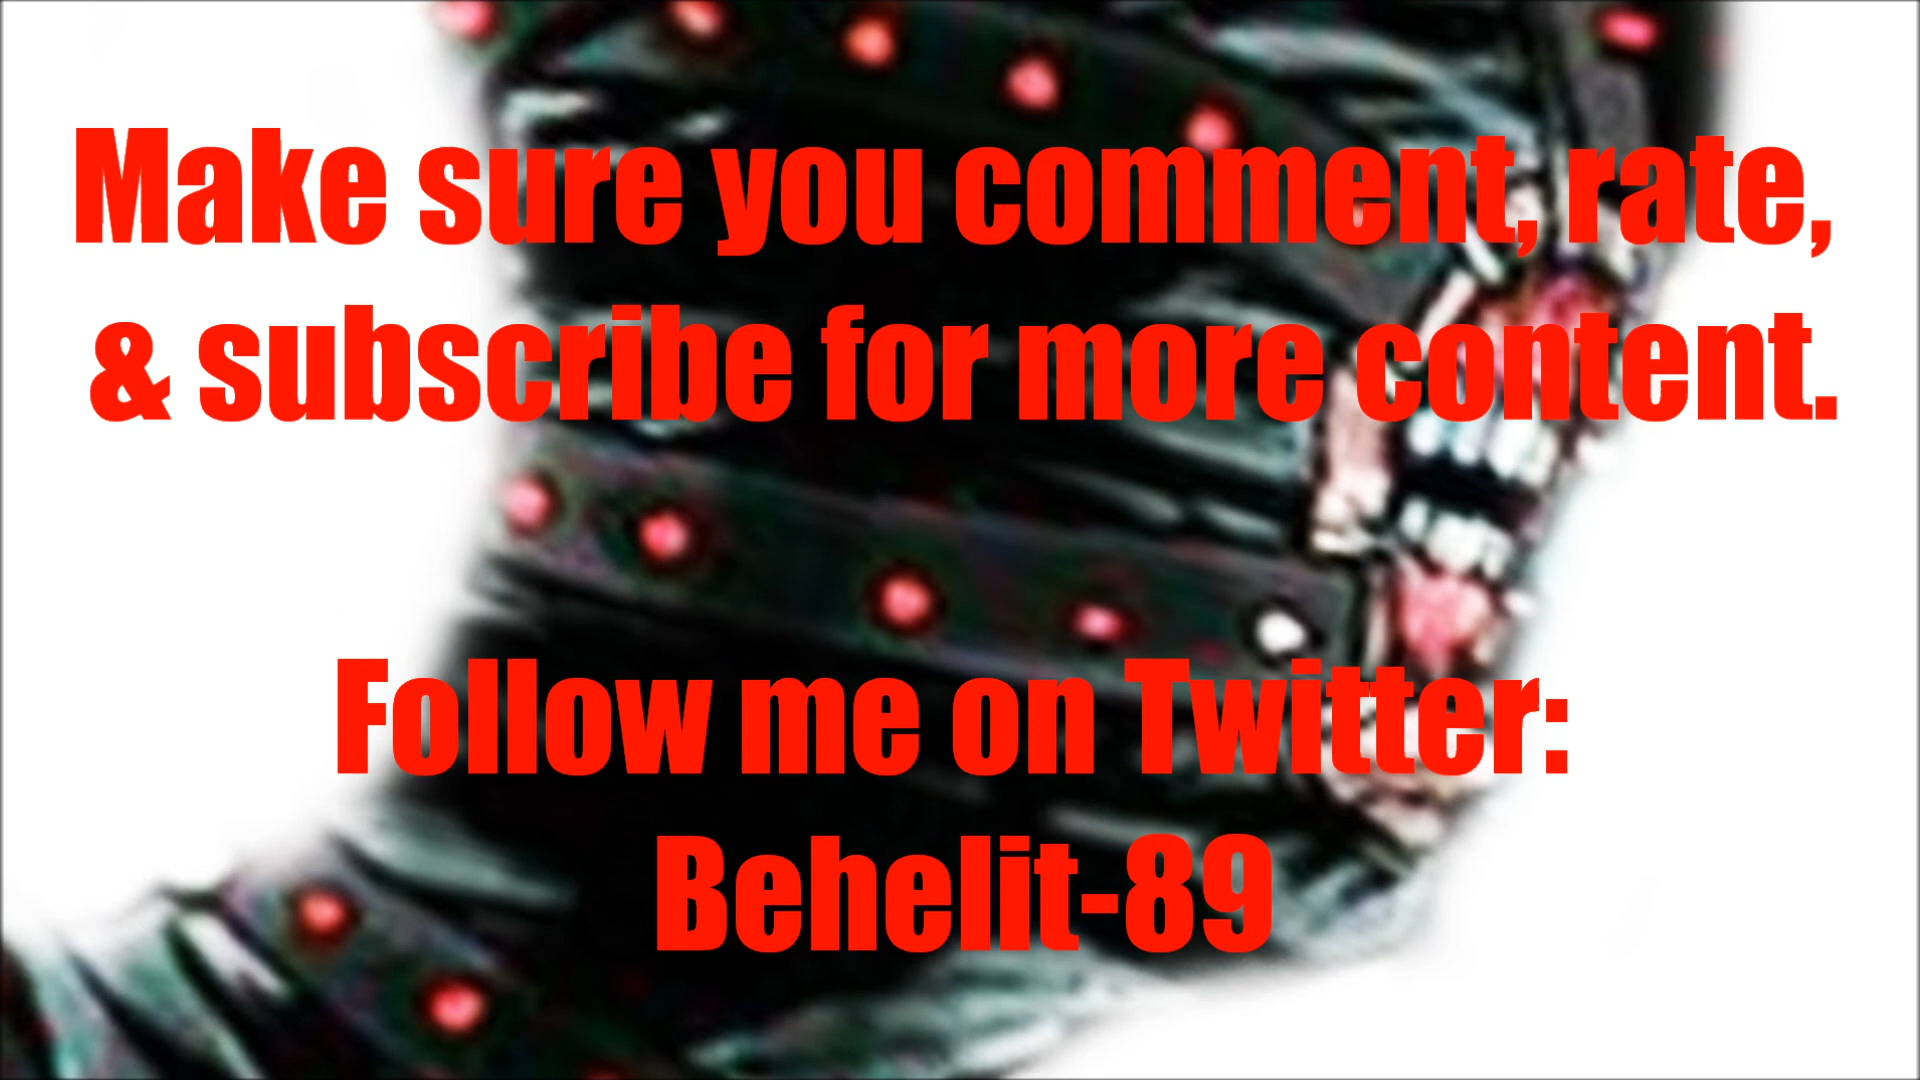 Make sure you comment, rate,
& subscribe for more content.
Follow me on Twitter:
Behelit-89